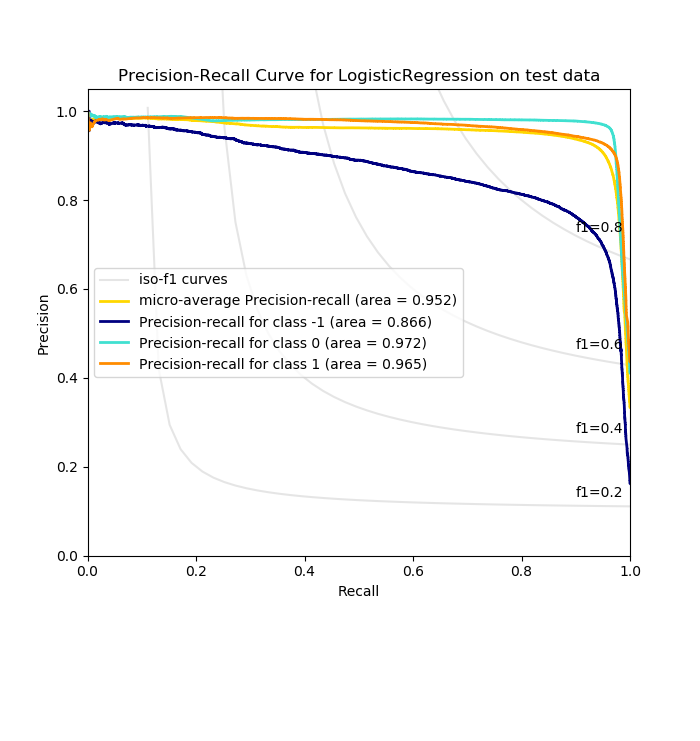 Precision-Recall Curve for LogisticRegression on test data
1.0
0.8
0.6
0.4
0.2
0.0
Precision
f1=0.8
f1=0.6
f1=0.4
f1=0.2
iso-f1 curves
micro-average Precision-recall (area = 0.952)
Precision-recall for class -1 (area = 0.866)
Precision-recall for class 0 (area = 0.972)
Precision-recall for class 1 (area = 0.965)
0.0 0.2 0.4 0.6 0.8 1.0
Recall